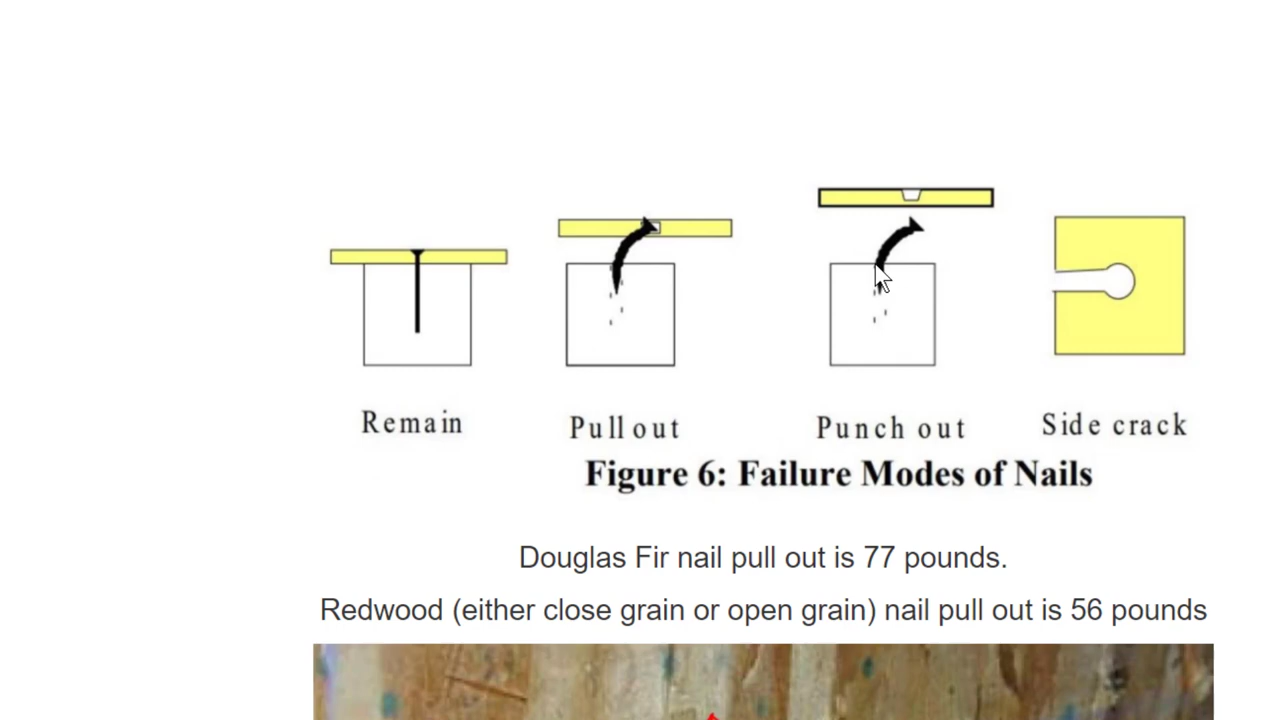 Remain
Pull out
Punch out
Side crack
Figure 6: Failure Modes of Nails
Douglas Fir nail pull out is 77 pounds.
Redwood (either close grain or open grain) nail pull out is 56 pounds